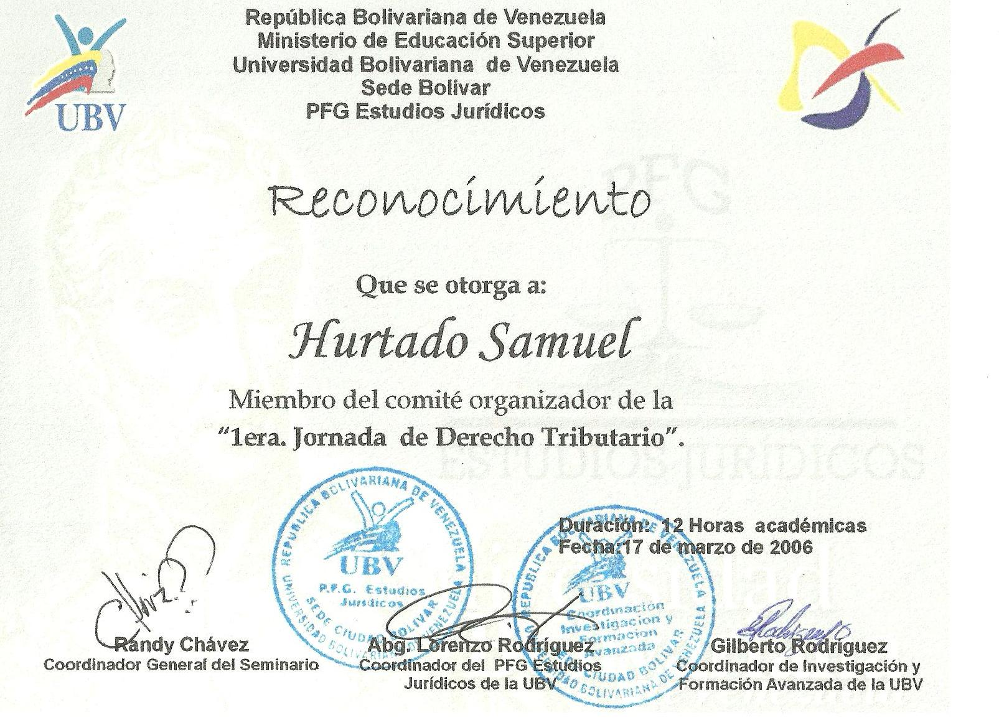 República Bolivariana de Venezuela
Ministerio de Educación Superior
Universidad Bolivariana de Venezuela
Sede Bolívar
PFG Estudios Jurídicos
UBV
PFG
Reconocimiento
Que se otorga a:
Hurtado Samuel
Miembro del comité organizador de la
“1era. Jornada de Derecho Tributario”.
ESTUDIOS JURIDICOS
REPUBLICA BOLIVARIANA DE VENEZUELA
UBV
P.F.G. Estudios
Jurídicos
SEDE CIUDAD BOLIVAR
UNIVERSIDAD BOLIVARIANA DE VENEZUELA
Duración: 12 Horas académicas
Fecha:17 de marzo de 2006
REPUBLICA BOLIVARIANA DE VENEZUELA
UBV
Coordinación
Investigacion y
Formacion
Avanzada
SEDE CIUDAD BOLIVAR
UNIVERSIDAD BOLIVARIANA DE VENEZUELA
Randy Chávez
Coordinador General del Seminario
Abg. Lorenzo Rodríguez
Coordinador del PFG Estudios
Jurídicos de la UBV
Gilberto Rodríguez
Coordinador de Investigación y
Formación Avanzada de la UBV